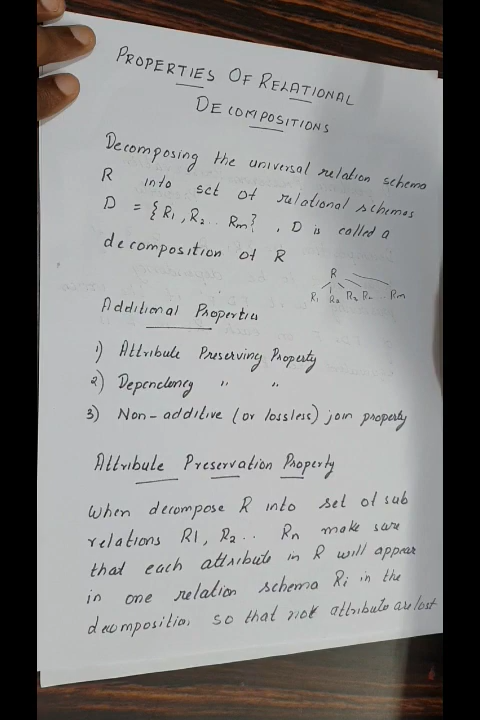 PROPERTIES OF RELATIONAL
DECOMPOSITIONS
Decomposing the universal relation schema
R into set of relational schemas
D = {R1, R2 .. Rm}, D is called a
decomposition of R
R
R1 R2 R3 R4 Rm
Additional Properties
1) Attribute Preserving Property
2) Dependency " "
3) Non-additive (or lossless) join property
Attribute Preservation Property
When decompose R into set of sub
relations R1, R2.. Rn make sure
that each attribute in R will appear
in one relation schema Ri in the
decomposition so that not attribute are lost